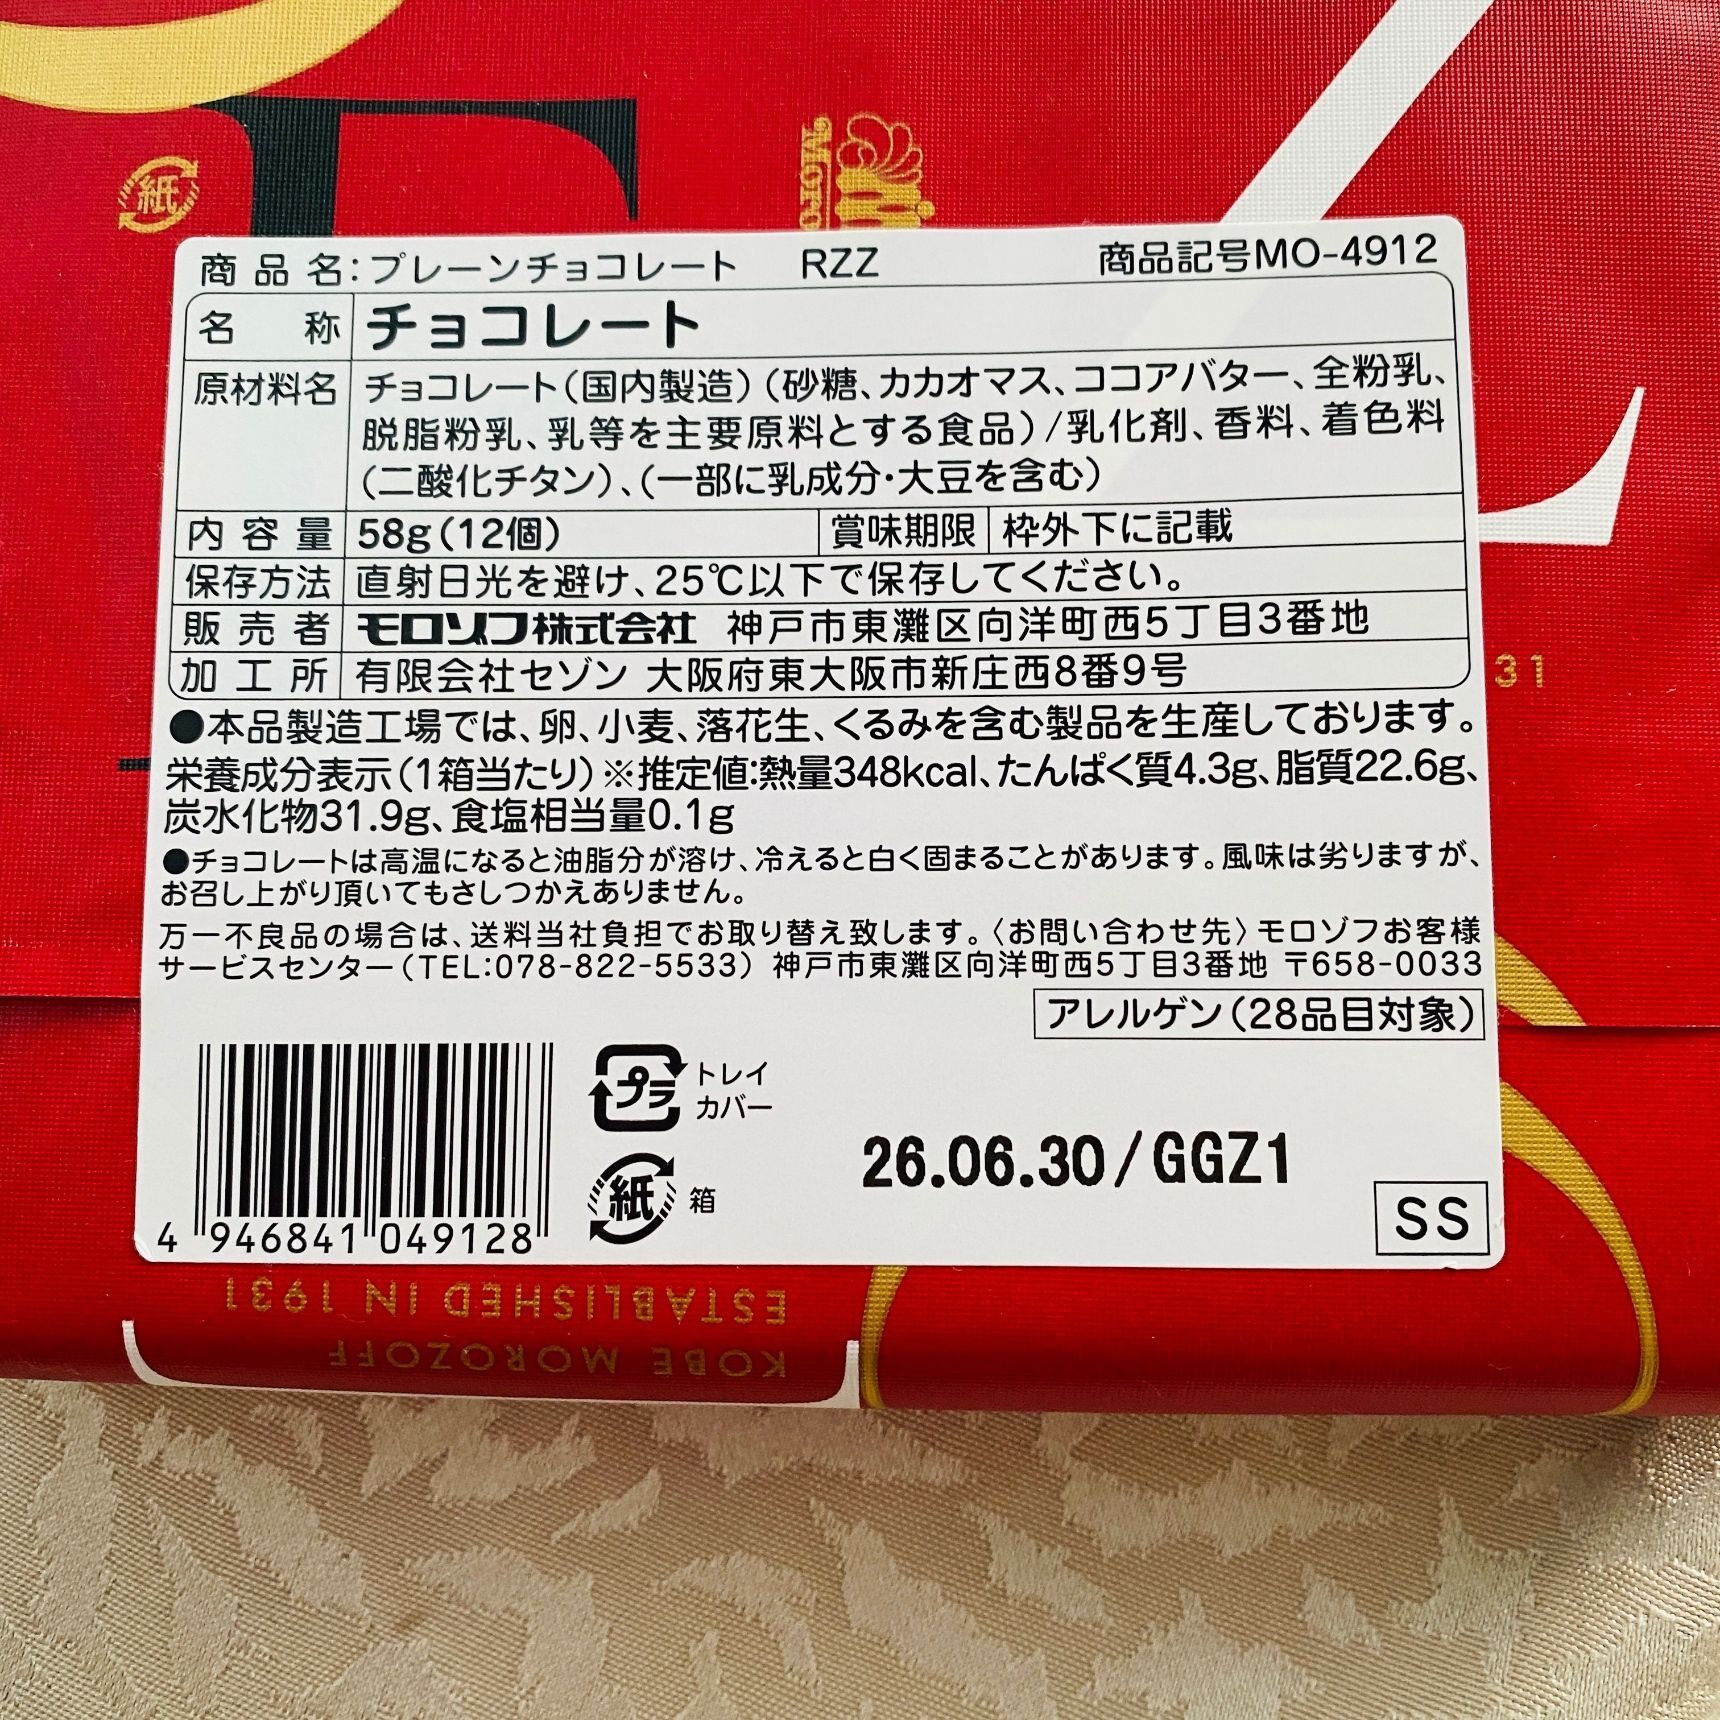 紙
Moro
商品名:プレーンチョコレート RZZ 商品記号MO-4912
名称 チョコレート
原材料名 チョコレート(国内製造)(砂糖、カカオマス、ココアバター、全粉乳、
脱脂粉乳、乳等を主要原料とする食品)/乳化剤、香料、着色料
(二酸化チタン)、(一部に乳成分・大豆を含む)
内容量 58g(12個) 賞味期限 枠外下に記載
保存方法 直射日光を避け、25℃以下で保存してください。
販売者 モロゾフ株式会社 神戸市東灘区向洋町西5丁目3番地
加工所 有限会社セゾン 大阪府東大阪市新庄西8番9号
31
●本品製造工場では、卵、小麦、落花生、くるみを含む製品を生産しております。
栄養成分表示(1箱当たり)※推定値:熱量348kcal、たんぱく質4.3g、脂質22.6g、
炭水化物31.9g、食塩相当量0.1g
●チョコレートは高温になると油脂分が溶け、冷えると白く固まることがあります。風味は劣りますが、
お召し上がり頂いてもさしつかえありません。
万一不良品の場合は、送料当社負担でお取り替え致します。〈お問い合わせ先〉モロゾフお客様
サービスセンター(TEL:078-822-5533) 神戸市東灘区向洋町西5丁目3番地 〒658-0033
アレルゲン(28品目対象)
プラ トレイ
カバー
紙 箱
26.06.30/GGZ1
SS
4 946841 049128
ESTABLISHED IN 1931
KOBE MOROZOFF